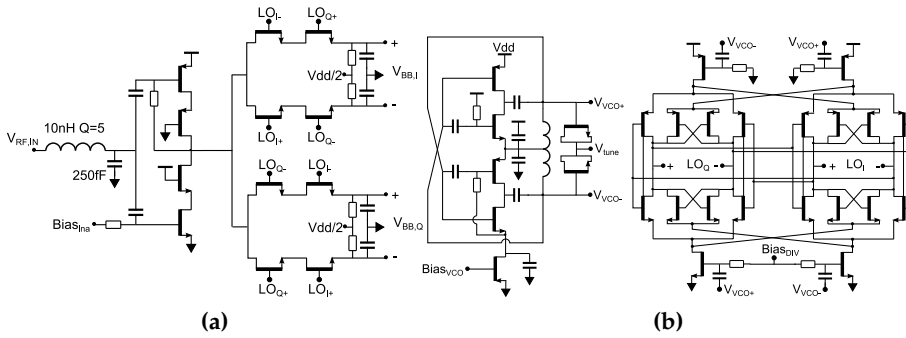 LO_I-
LO_Q+
+
V_BB,I
Vdd/2
-
LO_I+
LO_Q-
10nH Q=5
V_RF,IN
250fF
Bias_lna
LO_Q-
LO_I-
+
V_BB,Q
Vdd/2
-
LO_Q+
LO_I+
(a)
Vdd
V_VCO+
V_tune
V_VCO-
Bias_VCO
V_VCO-
V_VCO+
+ LO_Q -
+ LO_I -
Bias_DIV
V_VCO+
V_VCO-
(b)